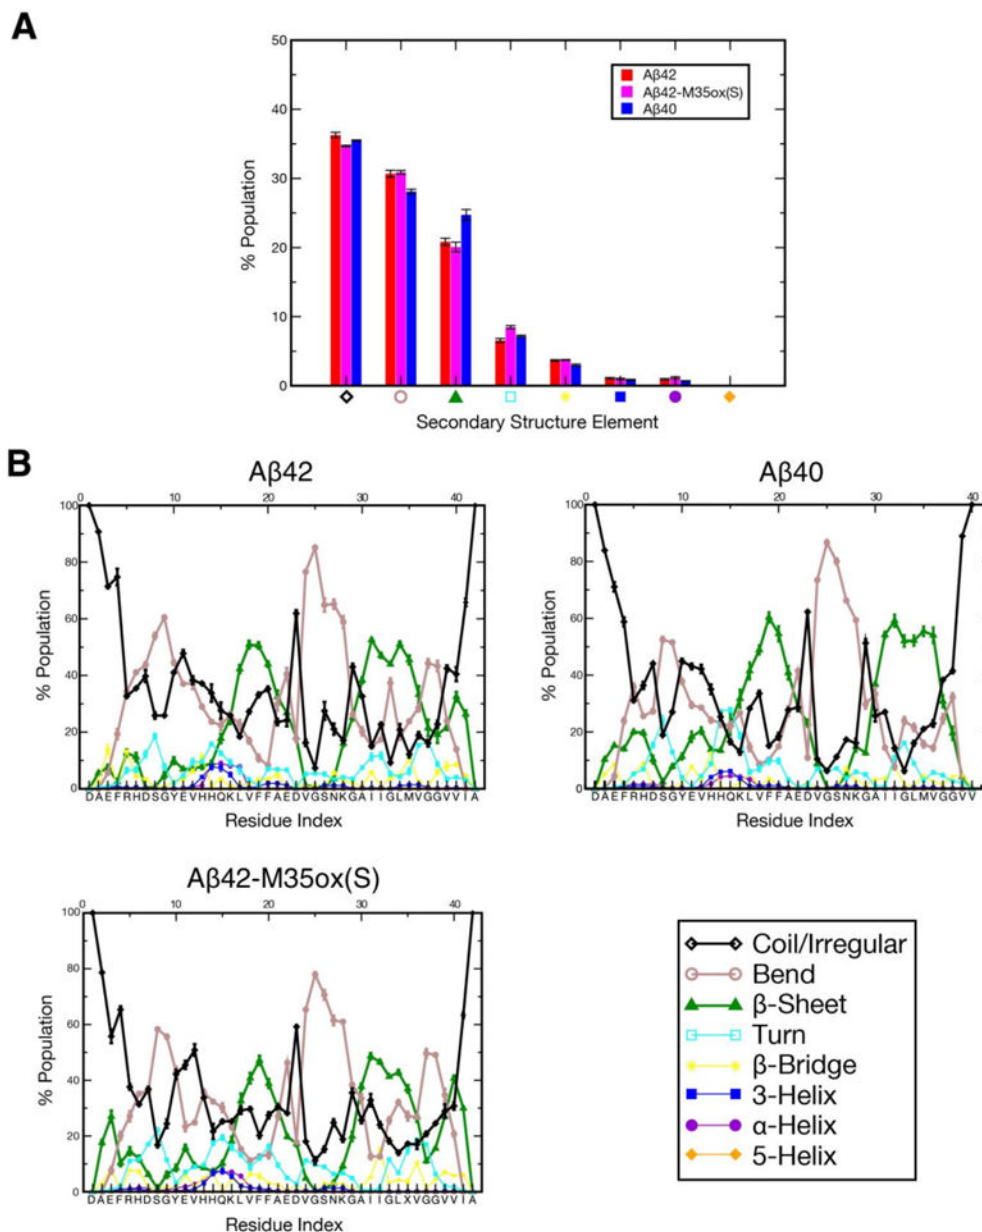 A
50
40
30
20
10
0
% Population
Aβ42
Aβ42-M35ox(S)
Aβ40
Secondary Structure Element
B
Aβ42
0 10 20 30 40
100
80
60
40
20
0
% Population
DAEFRHDSGYEVHHQKLVFFAEDVGSNKGAIIGLMVGGVVIA
Residue Index
Aβ40
0 10 20 30 40
100
80
60
40
20
0
% Population
DAEFRHDSGYEVHHQKLVFFAEDVGSNKGAIIGLMVGGVV
Residue Index
Aβ42-M35ox(S)
0 10 20 30 40
100
80
60
40
20
0
% Population
DAEFRHDSGYEVHHQKLVFFAEDVGSNKGAIIGLXVGGVVIA
Residue Index
Coil/Irregular
Bend
β-Sheet
Turn
β-Bridge
3-Helix
α-Helix
5-Helix